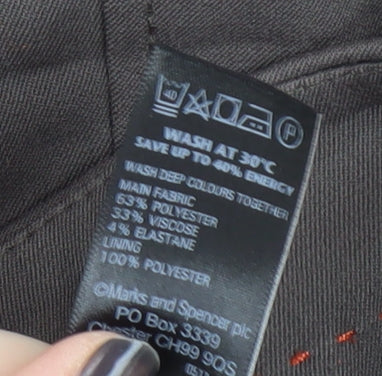 40 P
WASH AT 30°C
SAVE UP TO 40% ENERGY
WASH DEEP COLOURS TOGETHER
MAIN FABRIC
63% POLYESTER
33% VISCOSE
4% ELASTANE
LINING
100% POLYESTER
©Marks and Spencer plc
PO Box 3339
Chester CH99 9QS